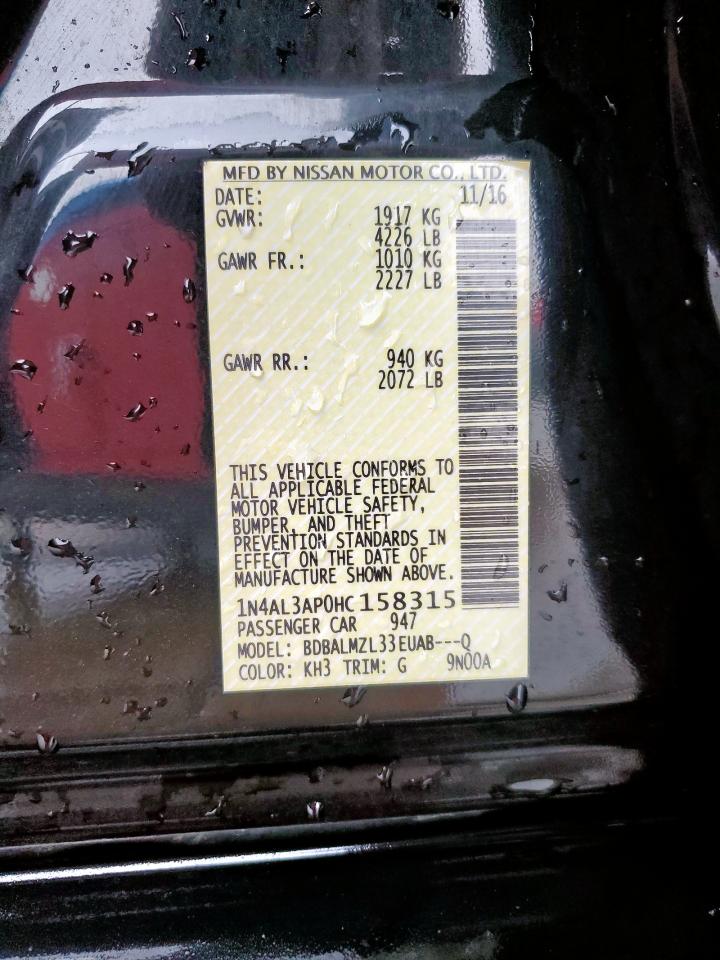 MFD BY NISSAN MOTOR CO., LTD.
DATE: 11/16
GVWR: 1917 KG
4226 LB
GAWR FR.: 1010 KG
2227 LB
GAWR RR.: 940 KG
2072 LB
THIS VEHICLE CONFORMS TO
ALL APPLICABLE FEDERAL
MOTOR VEHICLE SAFETY,
BUMPER, AND THEFT
PREVENTION STANDARDS IN
EFFECT ON THE DATE OF
MANUFACTURE SHOWN ABOVE.
1N4AL3AP0HC158315
PASSENGER CAR 947
MODEL: BDBALMZL33EUAB---Q
COLOR: KH3 TRIM: G 9N00A